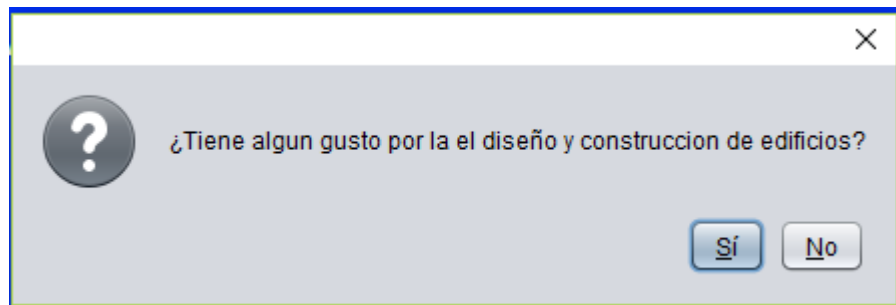 ¿Tiene algun gusto por la el diseño y construccion de edificios?
Sí No